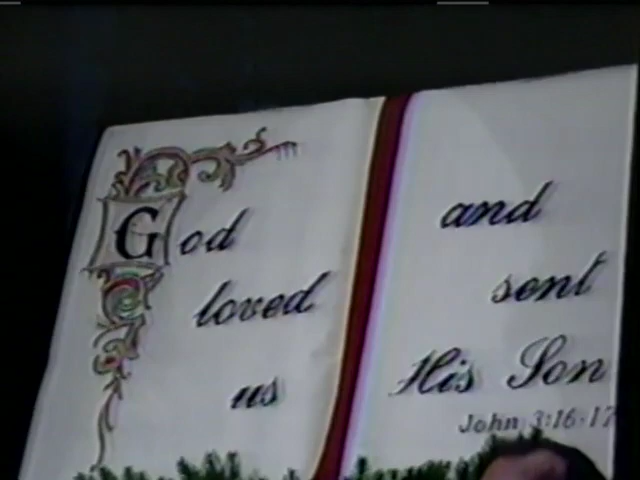 God
loved
us
and
sent
His Son
John 3:16-17